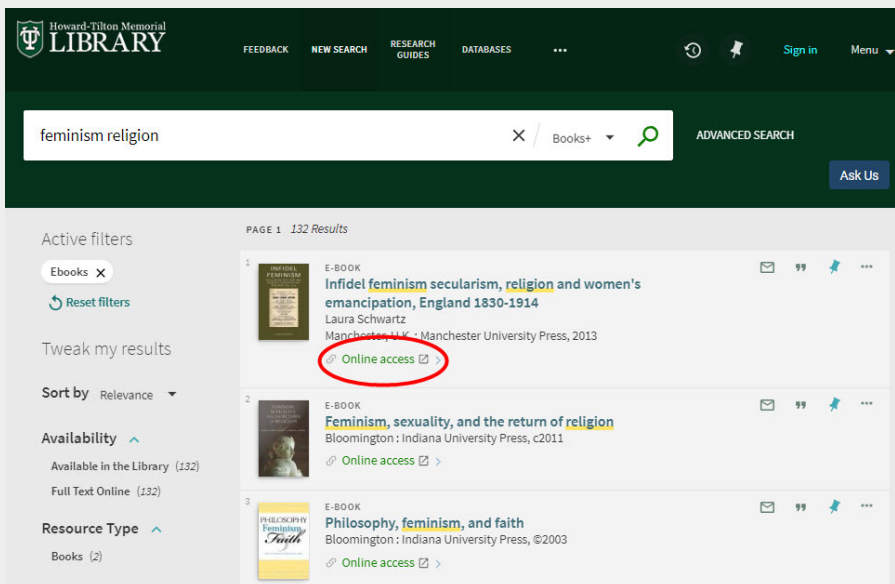 Howard-Tilton Memorial
LIBRARY
FEEDBACK
NEW SEARCH
RESEARCH
GUIDES
DATABASES
Sign in
Menu
feminism religion
Books+
ADVANCED SEARCH
Ask Us
Active filters
Ebooks
Reset filters
Tweak my results
Sort by Relevance
Availability
Available in the Library (132)
Full Text Online (132)
Resource Type
Books (2)
PAGE 1 132 Results
1
INFIDEL
FEMINISM
E-BOOK
Infidel feminism secularism, religion and women's
emancipation, England 1830-1914
Laura Schwartz
Manchester, U.K. : Manchester University Press, 2013
Online access
2
E-BOOK
Feminism, sexuality, and the return of religion
Bloomington : Indiana University Press, c2011
Online access
3
PHILOSOPHY
Feminism
Faith
E-BOOK
Philosophy, feminism, and faith
Bloomington : Indiana University Press, ©2003
Online access